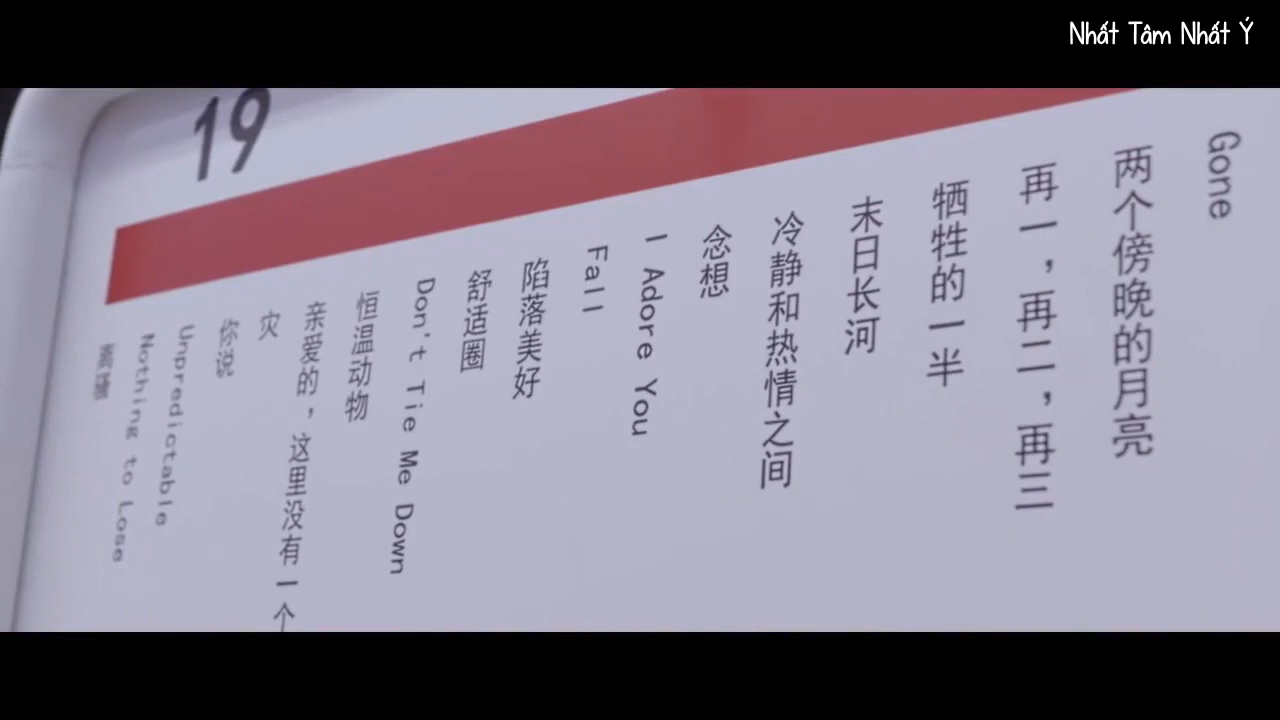 Nhất Tâm Nhất Ý
19
Gone
两个傍晚的月亮
再一，再二，再三
牺牲的一半
末日长河
冷静和热情之间
念想
I Adore You
Fall
陷落美好
舒适圈
Don't Tie Me Down
恒温动物
亲爱的，这里没有一个
灾
你说
Unpredictable
Nothing to Lose